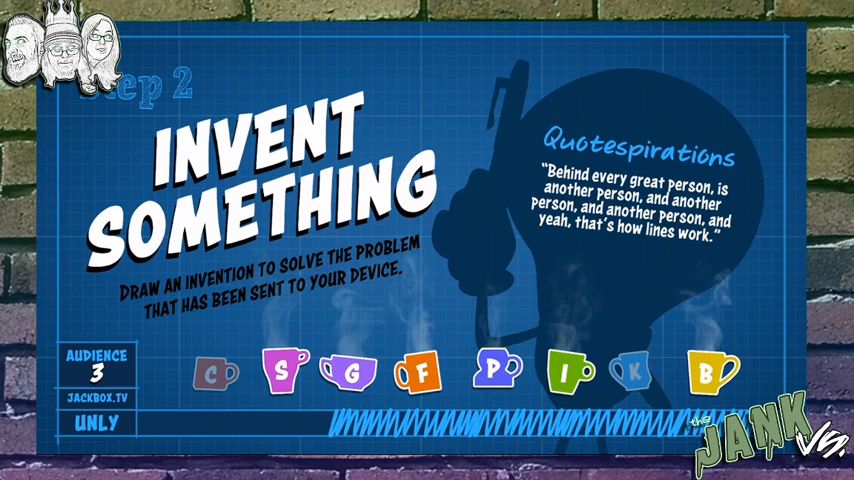 Step 2
INVENT
SOMETHING
DRAW AN INVENTION TO SOLVE THE PROBLEM
THAT HAS BEEN SENT TO YOUR DEVICE.
Quotespirations
“Behind every great person, is
another person, and another
person, and another person, and
yeah, that's how lines work.”
C S G F P I K B
AUDIENCE
3
JACKBOX.TV
UNLY
the
JANK
VS.